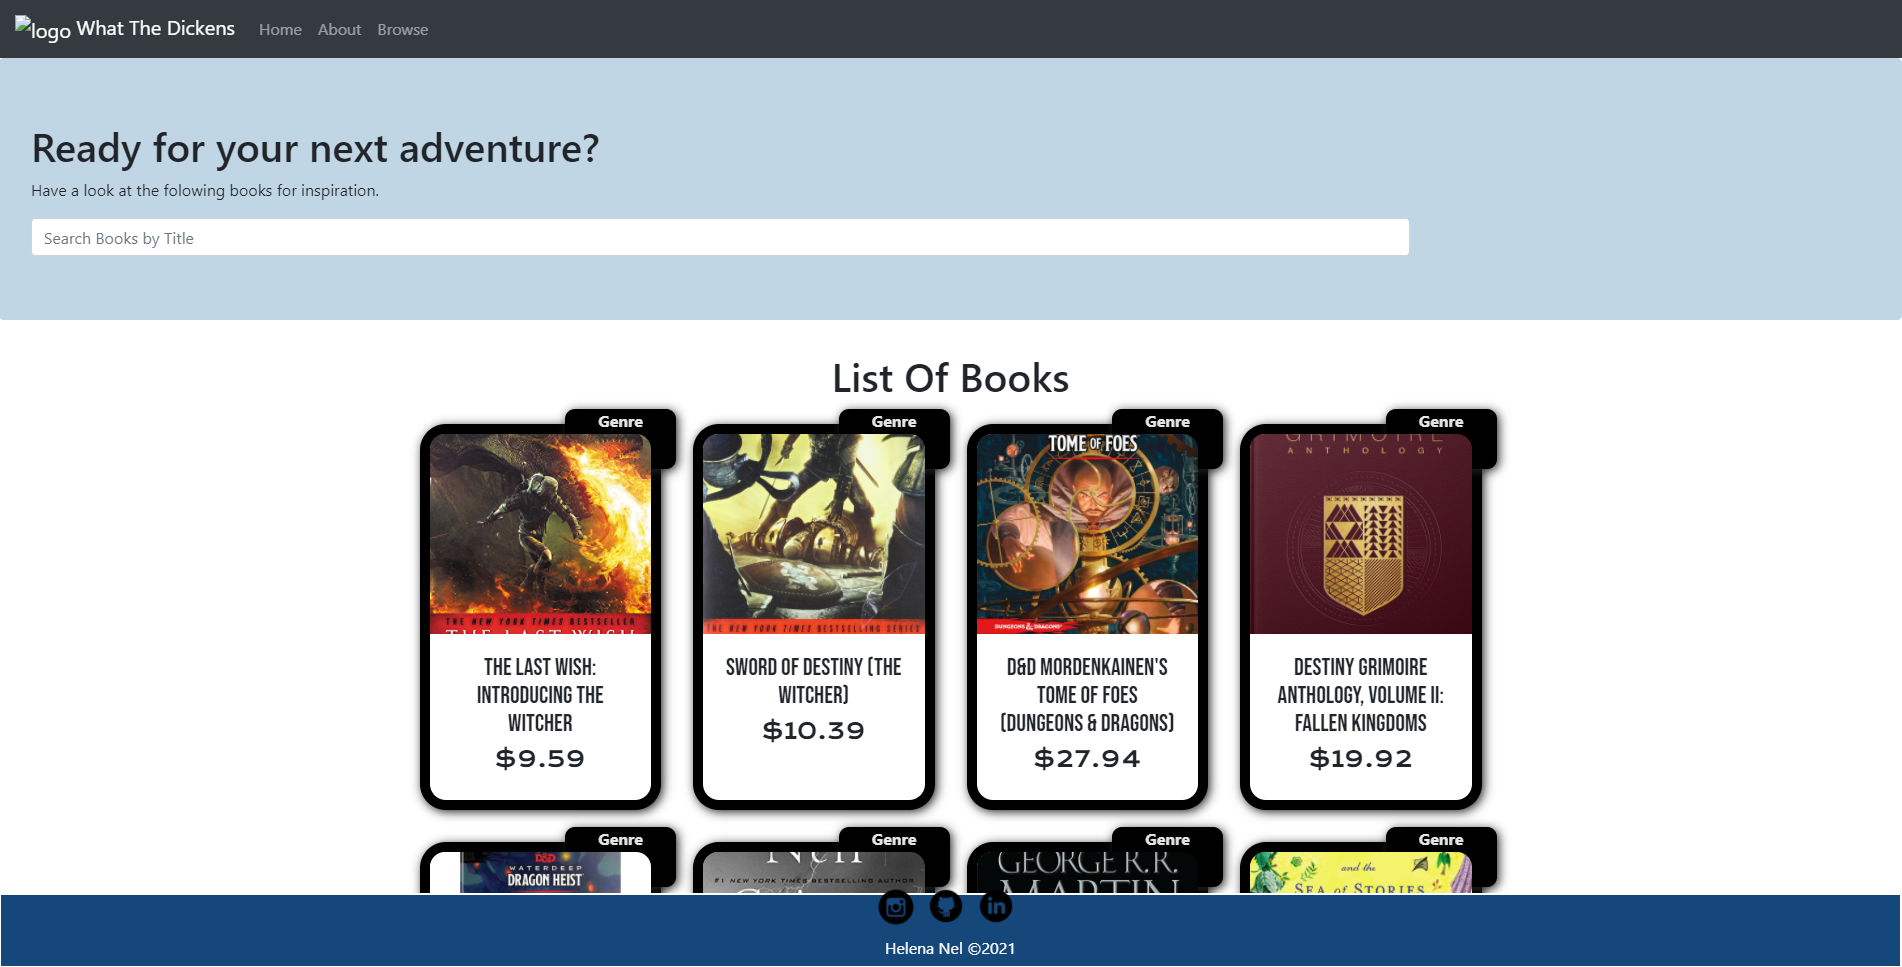 logo What The Dickens Home About Browse
Ready for your next adventure?
Have a look at the folowing books for inspiration.
Search Books by Title
List Of Books
Genre
THE NEW YORK TIMES BESTSELLER
THE LAST WISH
THE LAST WISH:
INTRODUCING THE
WITCHER
$9.59
Genre
THE NEW YORK TIMES BESTSELLING SERIES
SWORD OF DESTINY (THE
WITCHER)
$10.39
Genre
TOME OF FOES
DUNGEONS & DRAGONS
D&D MORDENKAINEN'S
TOME OF FOES
(DUNGEONS & DRAGONS)
$27.94
Genre
GRIMOIRE
ANTHOLOGY
DESTINY GRIMOIRE
ANTHOLOGY, VOLUME II:
FALLEN KINGDOMS
$19.92
Genre
D&D
WATERDEEP
DRAGON HEIST
Genre
Neil
#1 NEW YORK TIMES BESTSELLING AUTHOR
Genre
GEORGE R.R.
MARTIN
Genre
and the
SEA of STORIES
in
Helena Nel ©2021